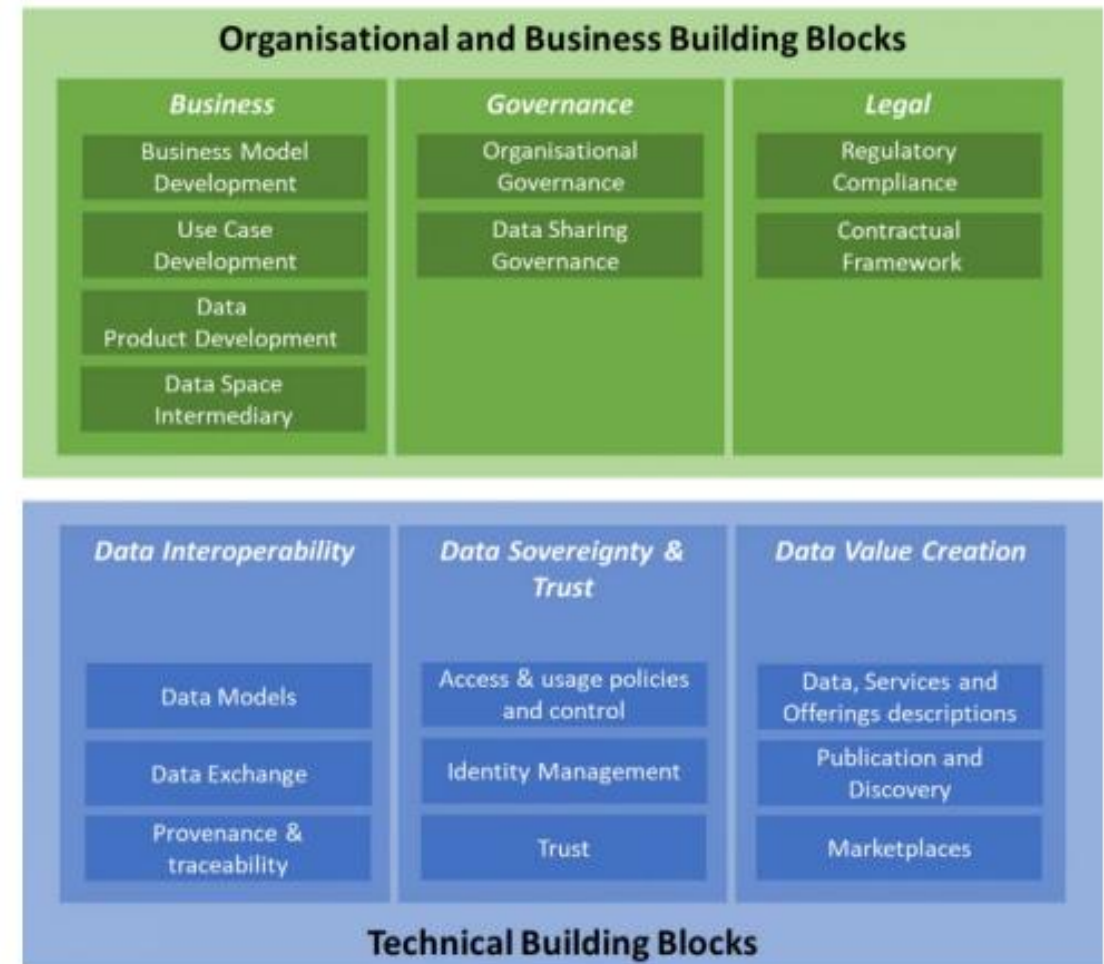 Organisational and Business Building Blocks
Business
Business Model
Development
Use Case
Development
Data
Product Development
Data Space
Intermediary
Governance
Organisational
Governance
Data Sharing
Governance
Legal
Regulatory
Compliance
Contractual
Framework
Data Interoperability
Data Models
Data Exchange
Provenance &
traceability
Data Sovereignty &
Trust
Access & usage policies
and control
Identity Management
Trust
Data Value Creation
Data, Services and
Offerings descriptions
Publication and
Discovery
Marketplaces
Technical Building Blocks